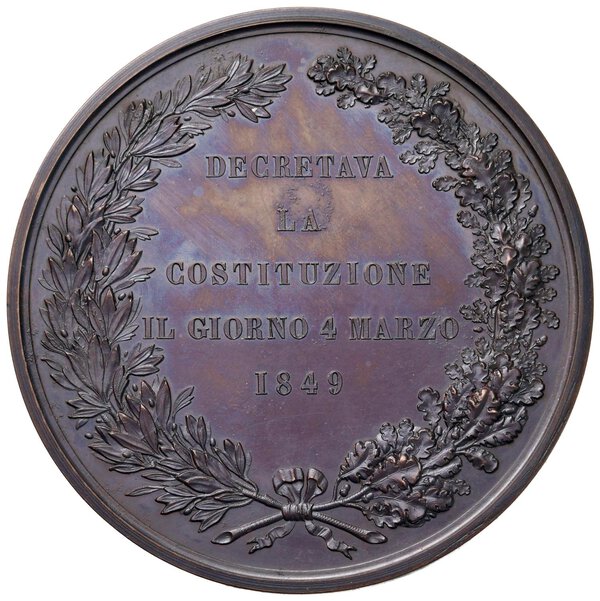 DECRETAVA
LA
COSTITUZIONE
IL GIORNO 4 MARZO
1849